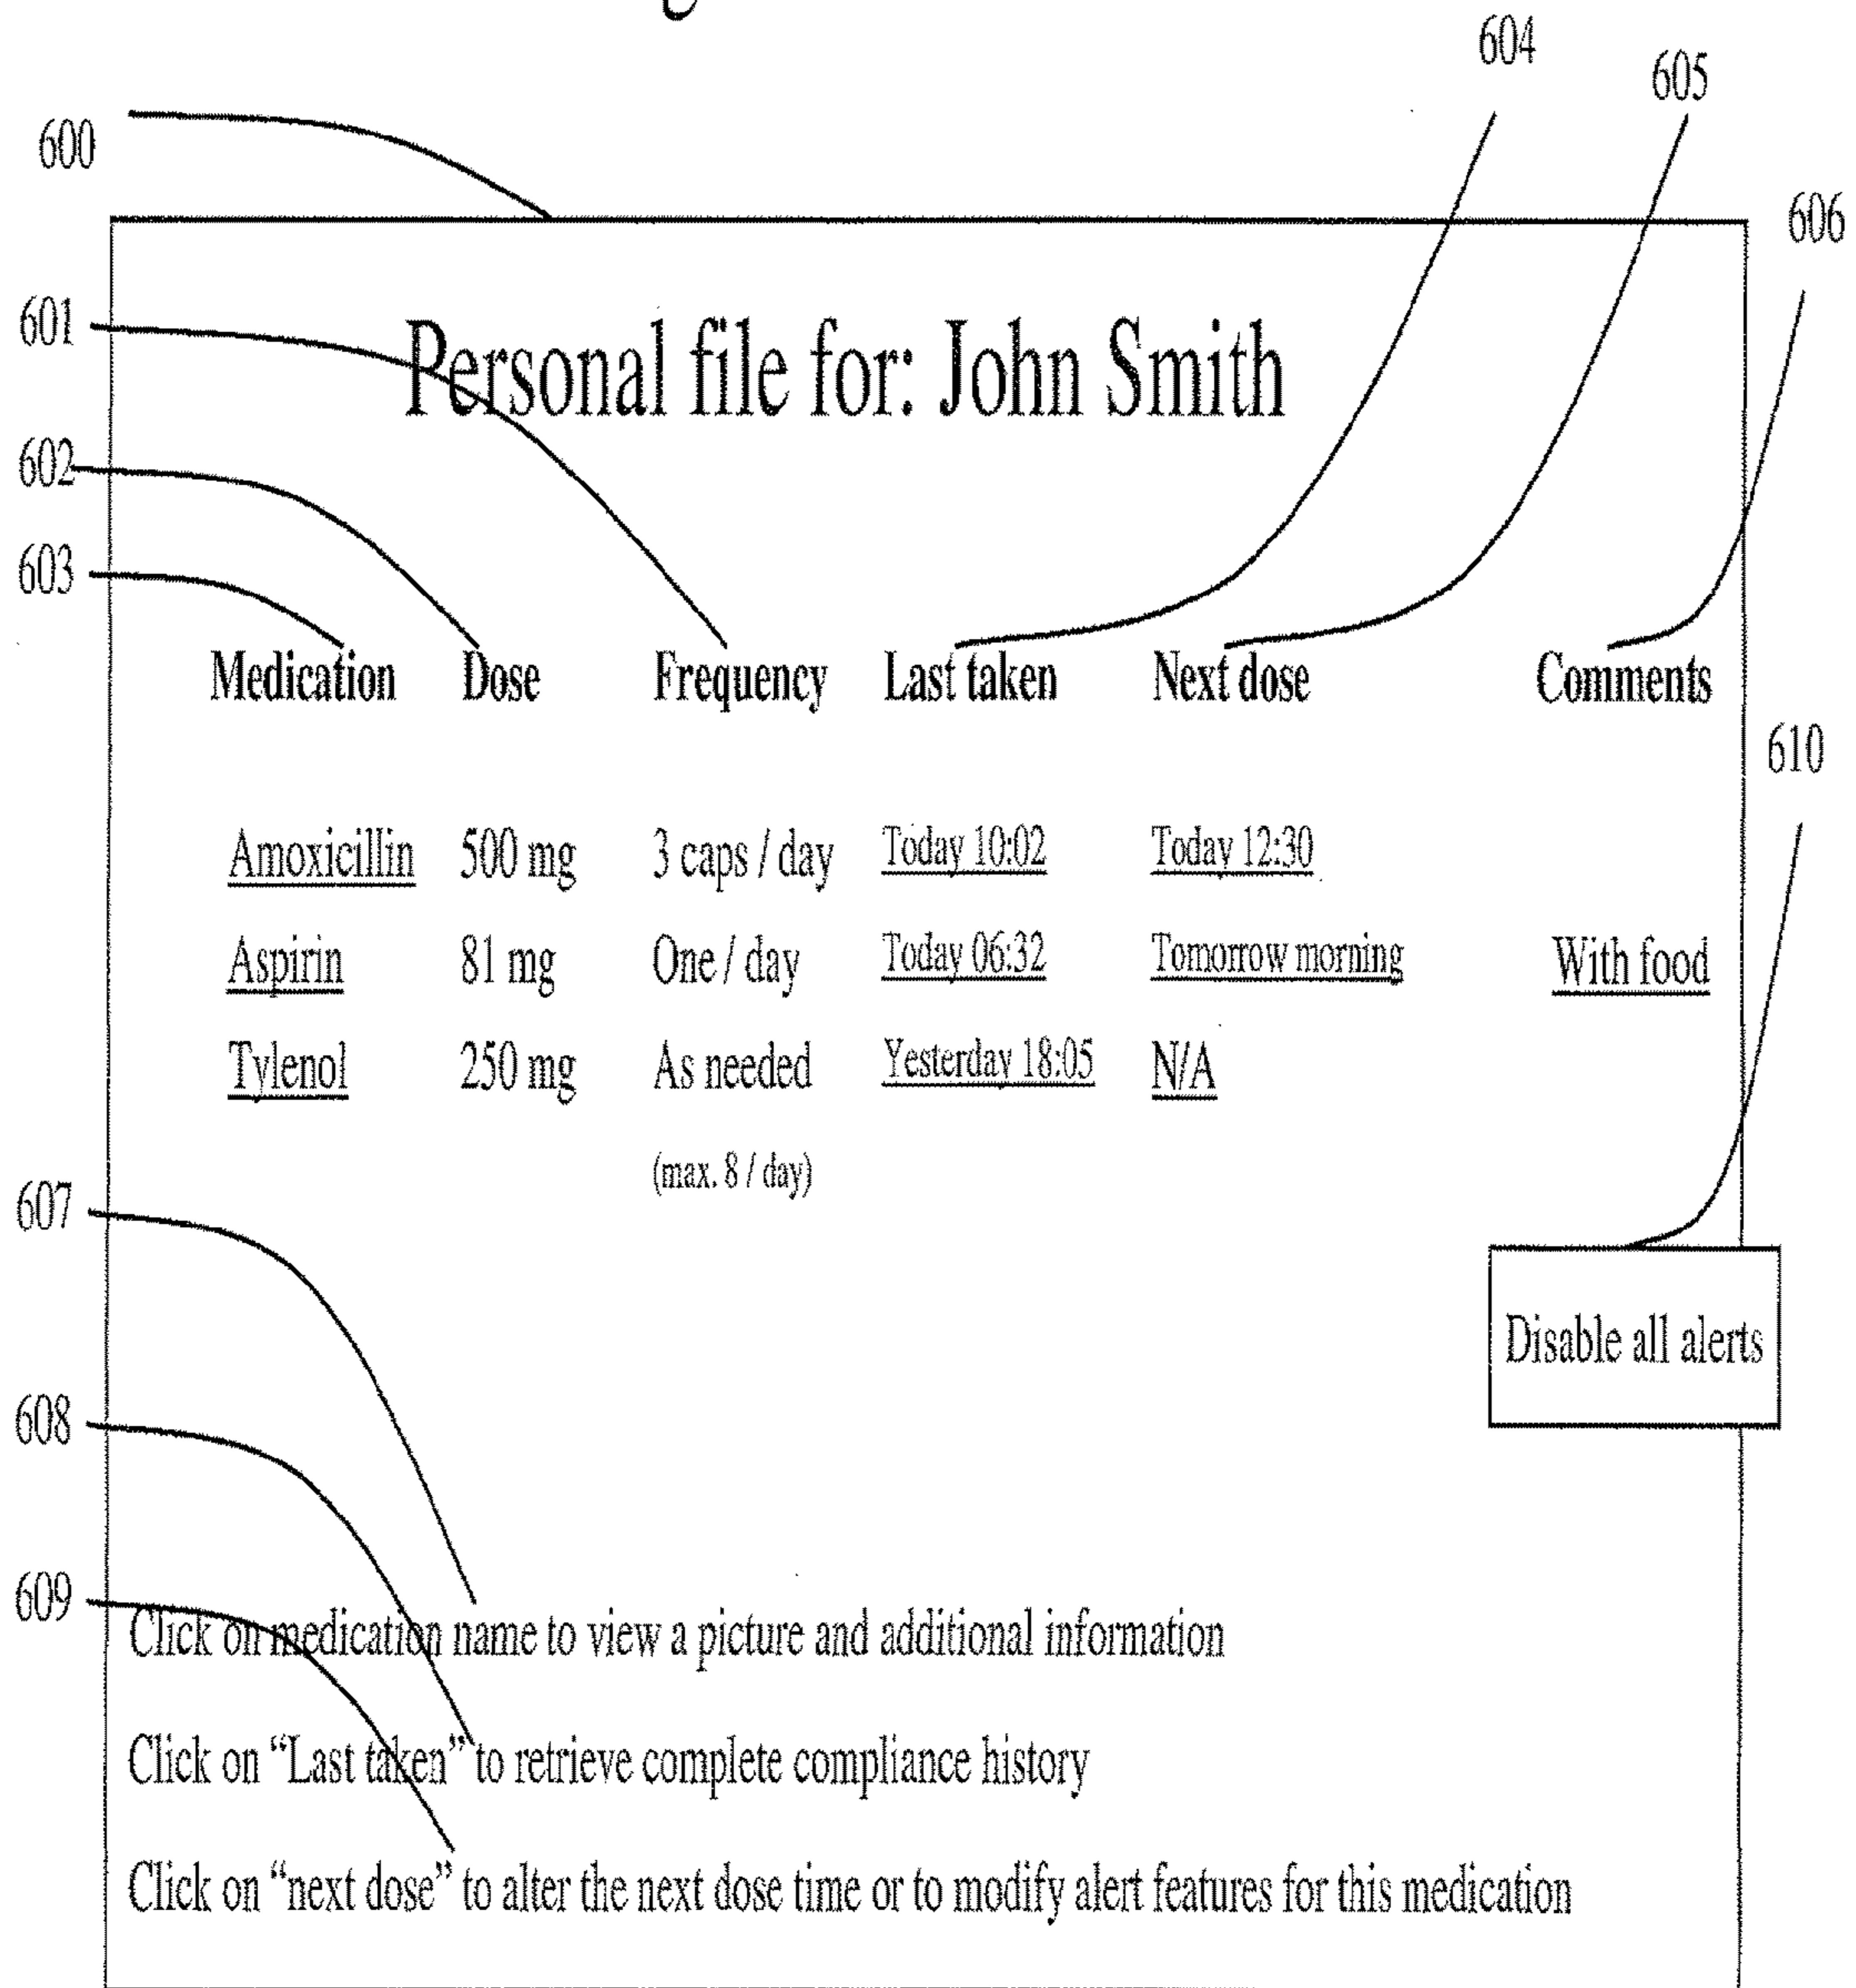 604
605
600
606
601
Personal file for: John Smith
602
603
Medication Dose Frequency Last taken Next dose Comments
610
Amoxicillin 500 mg 3 caps / day Today 10:02 Today 12:30
Aspirin 81 mg One / day Today 06:32 Tomorrow morning With food
Tylenol 250 mg As needed Yesterday 18:05 N/A
(max. 8 / day)
607
Disable all alerts
608
609
Click on medication name to view a picture and additional information
Click on “Last taken” to retrieve complete compliance history
Click on “next dose” to alter the next dose time or to modify alert features for this medication